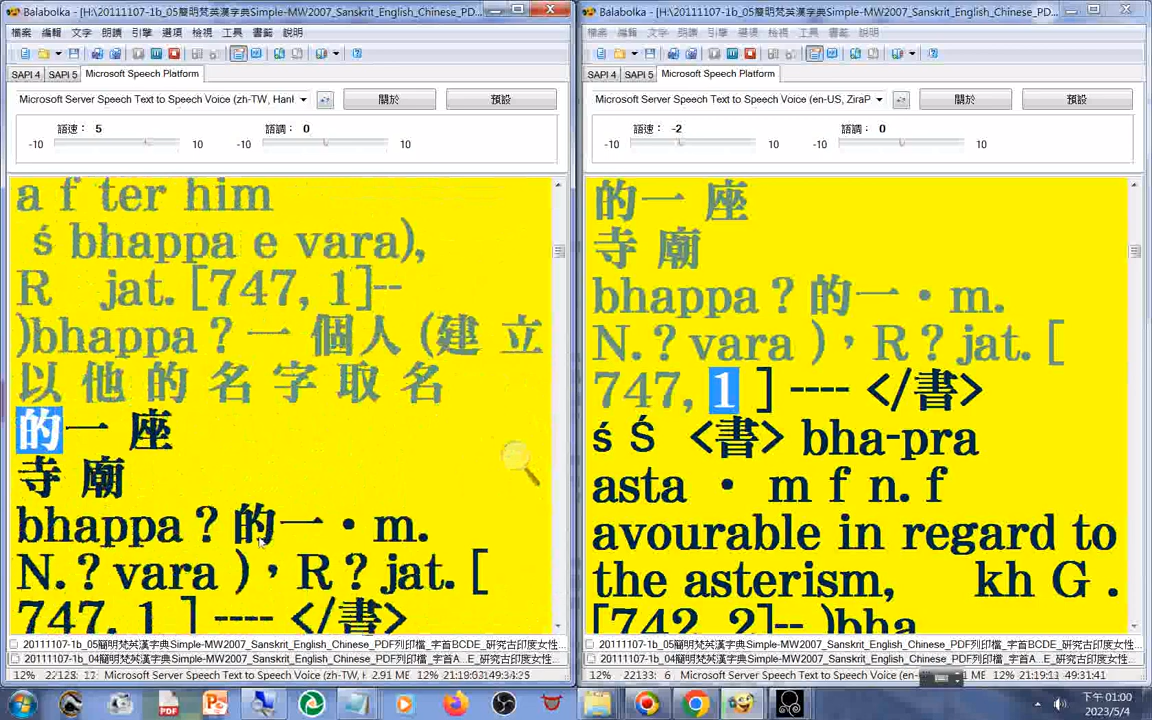 Balabolka - [H:\20111107-1b_05簡明梵英漢字典Simple-MW2007_Sanskrit_English_Chinese_PD...
檔案 編輯 文字 朗讀 引擎 選項 檢視 工具 書籤 說明
SAPI 4 SAPI 5 Microsoft Speech Platform
Microsoft Server Speech Text to Speech Voice (zh-TW, Han
關於 預設
語速： 5 語調： 0
-10 10 -10 10
a f ter him
ś bhappa e vara),
R jat. [747, 1]--
)bhappa ? 一 個人 (建 立
以 他 的 名 字 取 名
的一 座
寺 廟
bhappa ? 的一 • m.
N. ? vara ) , R ? jat. [
747, 1 ] ---- </書>
20111107-1b_05簡明梵英漢字典Simple-MW2007_Sanskrit_English_Chinese_PDF列印檔_字首BCDE_研究古印度女性...
20111107-1b_04簡明梵英漢字典Simple-MW2007_Sanskrit_English_Chinese_PDF列印檔_字首A...E_研究古印度女性...
12% 22128: Microsoft Server Speech Text to Speech Voice (zh-TW, 2.91 ME 12%
Balabolka - [H:\20111107-1b_05簡明梵英漢字典Simple-MW2007_Sanskrit_English_Chinese_PD...
檔案 編輯 文字 朗讀 引擎 選項 檢視 工具 書籤 說明
SAPI 4 SAPI 5 Microsoft Speech Platform
Microsoft Server Speech Text to Speech Voice (en-US, ZiraP
關於 預設
語速： -2 語調： 0
-10 10 -10 10
的一 座
寺 廟
bhappa ? 的一 • m.
N. ? vara ) , R ? jat. [
747, 1 ] ---- </書>
ś Ś <書> bha-pra
asta • m f n. f
avourable in regard to
the asterism, kh G .
[742, 2]-- )bha
20111107-1b_05簡明梵英漢字典Simple-MW2007_Sanskrit_English_Chinese_PDF列印檔_字首BCDE_研究古印度女性...
20111107-1b_04簡明梵英漢字典Simple-MW2007_Sanskrit_English_Chinese_PDF列印檔_字首A...E_研究古印度女性...
12% 22133: 6 Microsoft Server Speech Text to Speech Voice 12%
下午 01:00
2023/5/4